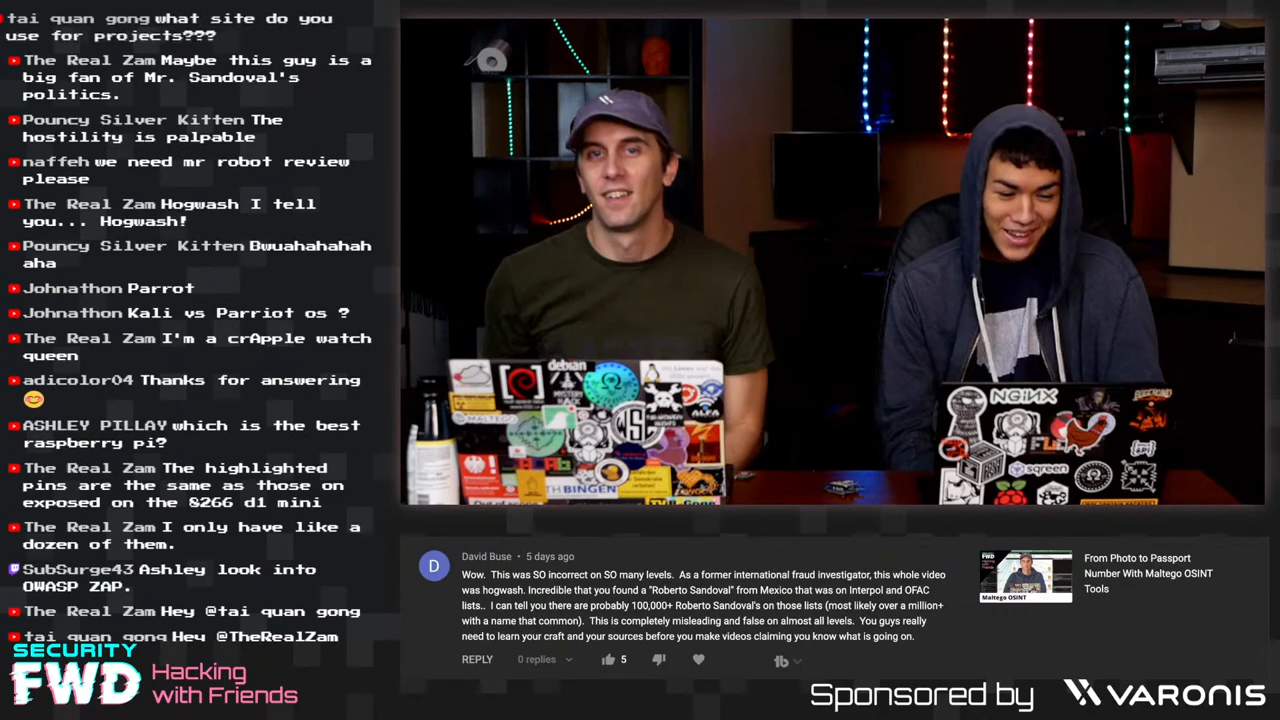 tai quan gong what site do you
use for projects???
The Real Zam Maybe this guy is a
big fan of Mr. Sandoval's
politics.
Pouncy Silver Kitten The
hostility is palpable
naffeh we need mr robot review
please
The Real Zam Hogwash I tell
you... Hogwash!
Pouncy Silver Kitten Bwuahahahah
aha
Johnathon Parrot
Johnathon Kali vs Parriot os ?
The Real Zam I'm a crApple watch
queen
adicolor04 Thanks for answering
ASHLEY PILLAY which is the best
raspberry pi?
The Real Zam The highlighted
pins are the same as those on
exposed on the 8266 d1 mini
The Real Zam I only have like a
dozen of them.
SubSurge43 Ashley look into
OWASP ZAP.
The Real Zam Hey @tai quan gong
tai quan gong Hey @TheRealZam
SECURITY
FWD
Hacking
with Friends
debian
MALTEGO
ALFA
TH BINGEN
NGINX
sqreen
David Buse • 5 days ago
Wow. This was SO incorrect on SO many levels. As a former international fraud investigator, this whole video
was hogwash. Incredible that you found a "Roberto Sandoval" from Mexico that was on Interpol and OFAC
lists.. I can tell you there are probably 100,000+ Roberto Sandoval's on those lists (most likely over a million+
with a name that common). This is completely misleading and false on almost all levels. You guys really
need to learn your craft and your sources before you make videos claiming you know what is going on.
REPLY 0 replies 5
FWD
Maltego OSINT
From Photo to Passport
Number With Maltego OSINT
Tools
Sponsored by VARONIS